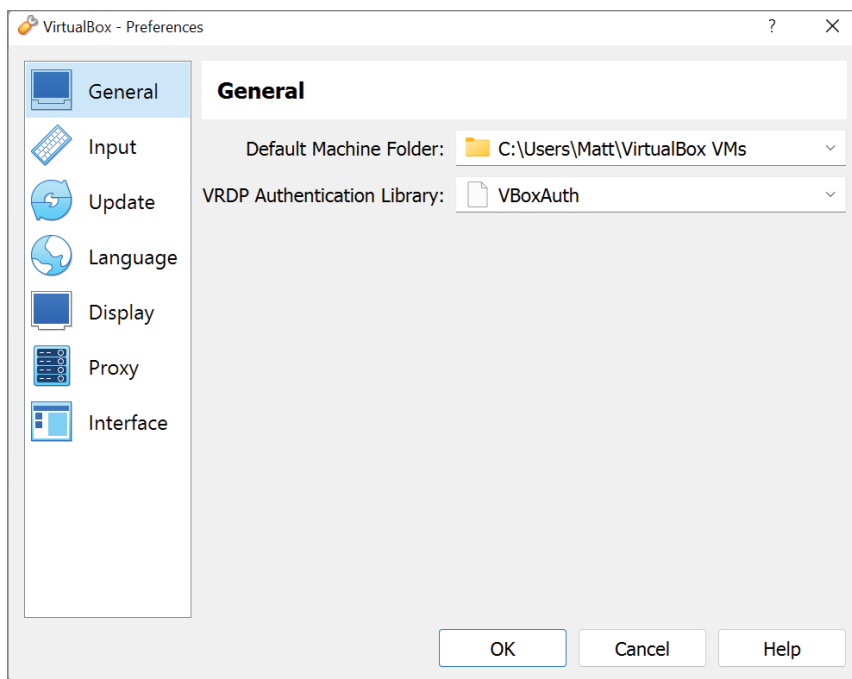 VirtualBox - Preferences
?
General
Input
Update
Language
Display
Proxy
Interface
General
Default Machine Folder: C:\Users\Matt\VirtualBox VMs
VRDP Authentication Library: VBoxAuth
OK Cancel Help